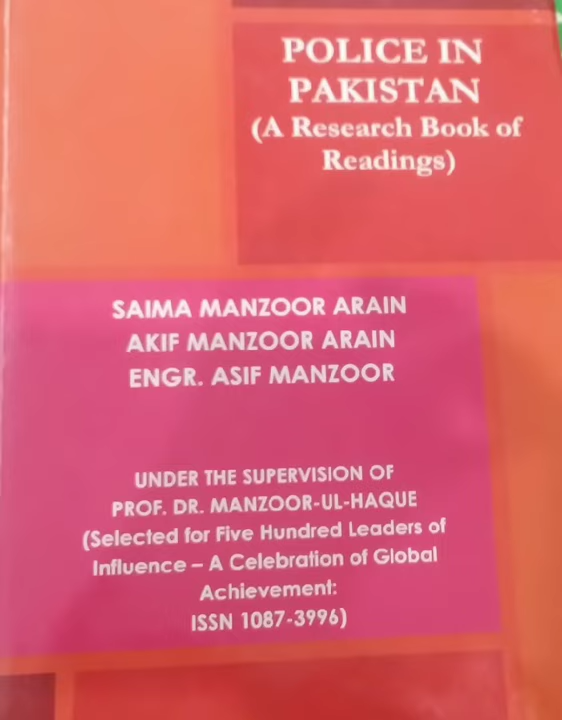 POLICE IN
PAKISTAN
(A Research Book of
Readings)
SAIMA MANZOOR ARAIN
AKIF MANZOOR ARAIN
ENGR. ASIF MANZOOR
UNDER THE SUPERVISION OF
PROF. DR. MANZOOR-UL-HAQUE
(Selected for Five Hundred Leaders of
Influence – A Celebration of Global
Achievement:
ISSN 1087-3996)